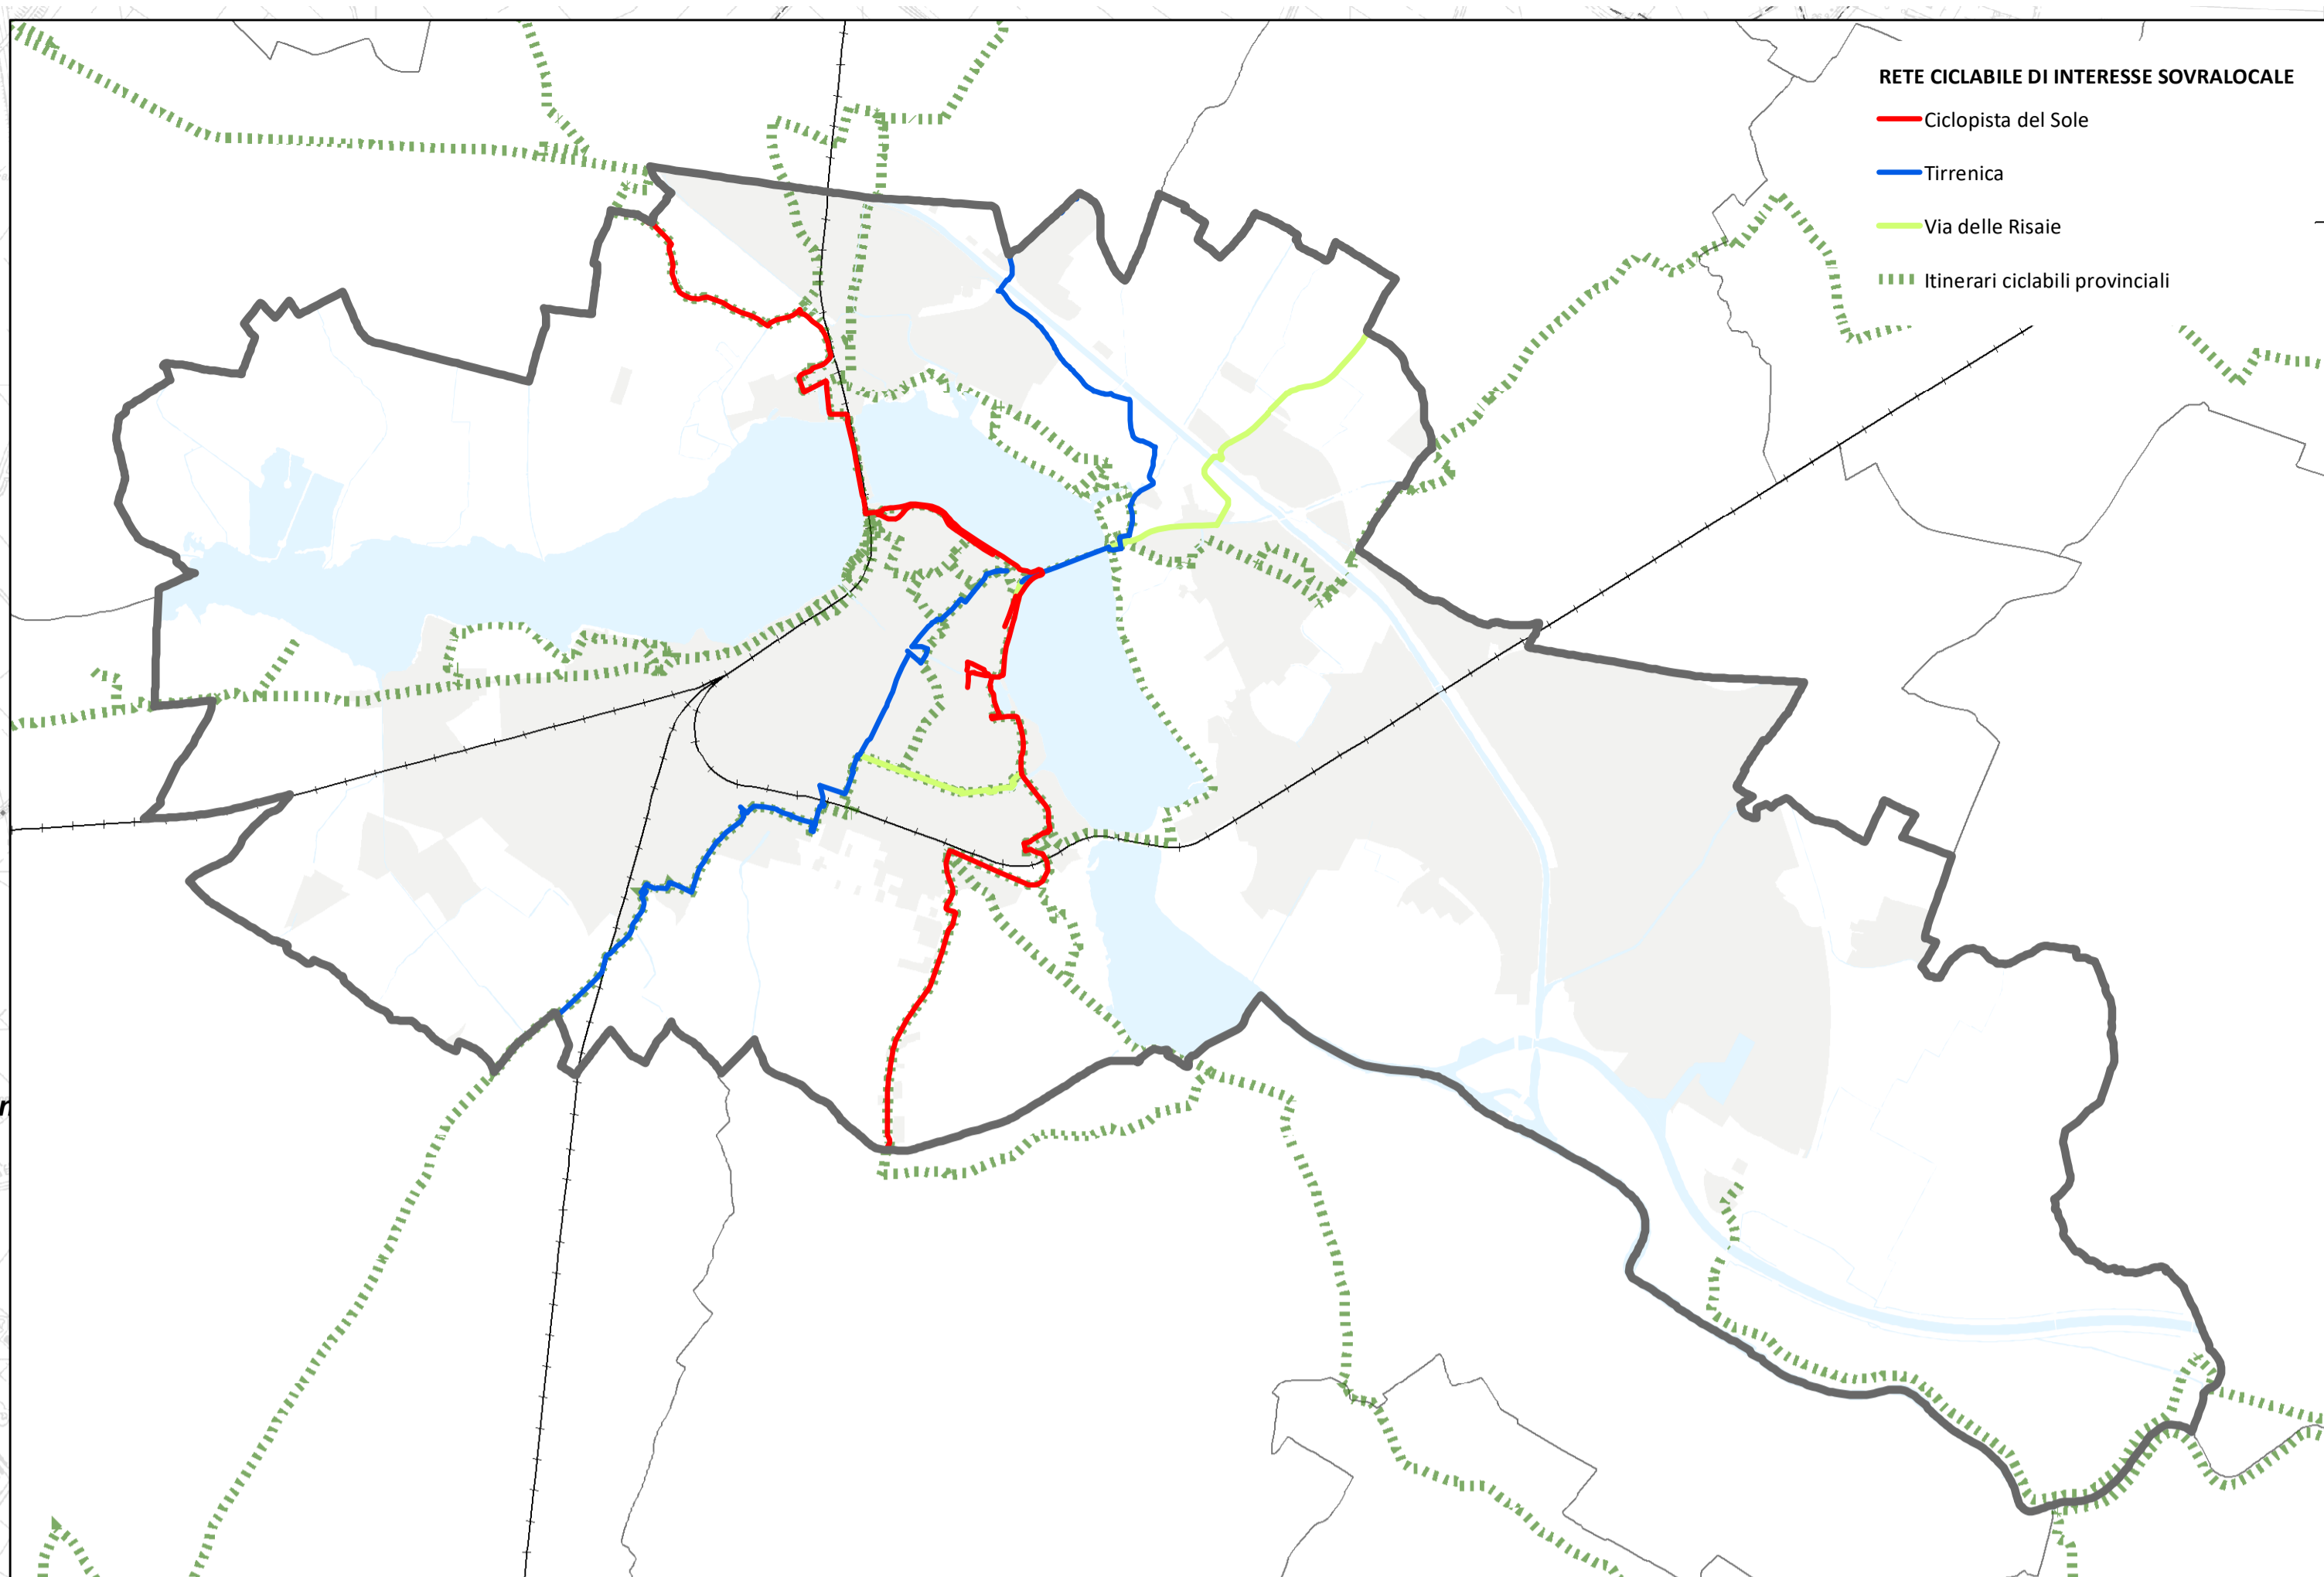 RETE CICLABILE DI INTERESSE SOVRALOCALE
Ciclopista del Sole
Tirrenica
Via delle Risaie
Itinerari ciclabili provinciali